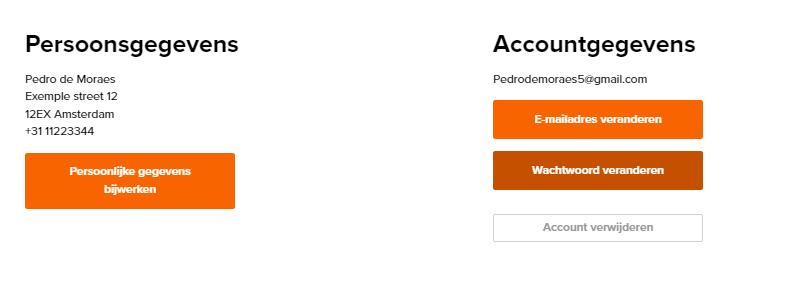 Persoonsgegevens
Pedro de Moraes
Exemple street 12
12EX Amsterdam
+31 11223344
Persoonlijke gegevens
bijwerken
Accountgegevens
Pedrodemoraes5@gmail.com
E-mailadres veranderen
Wachtwoord veranderen
Account verwijderen